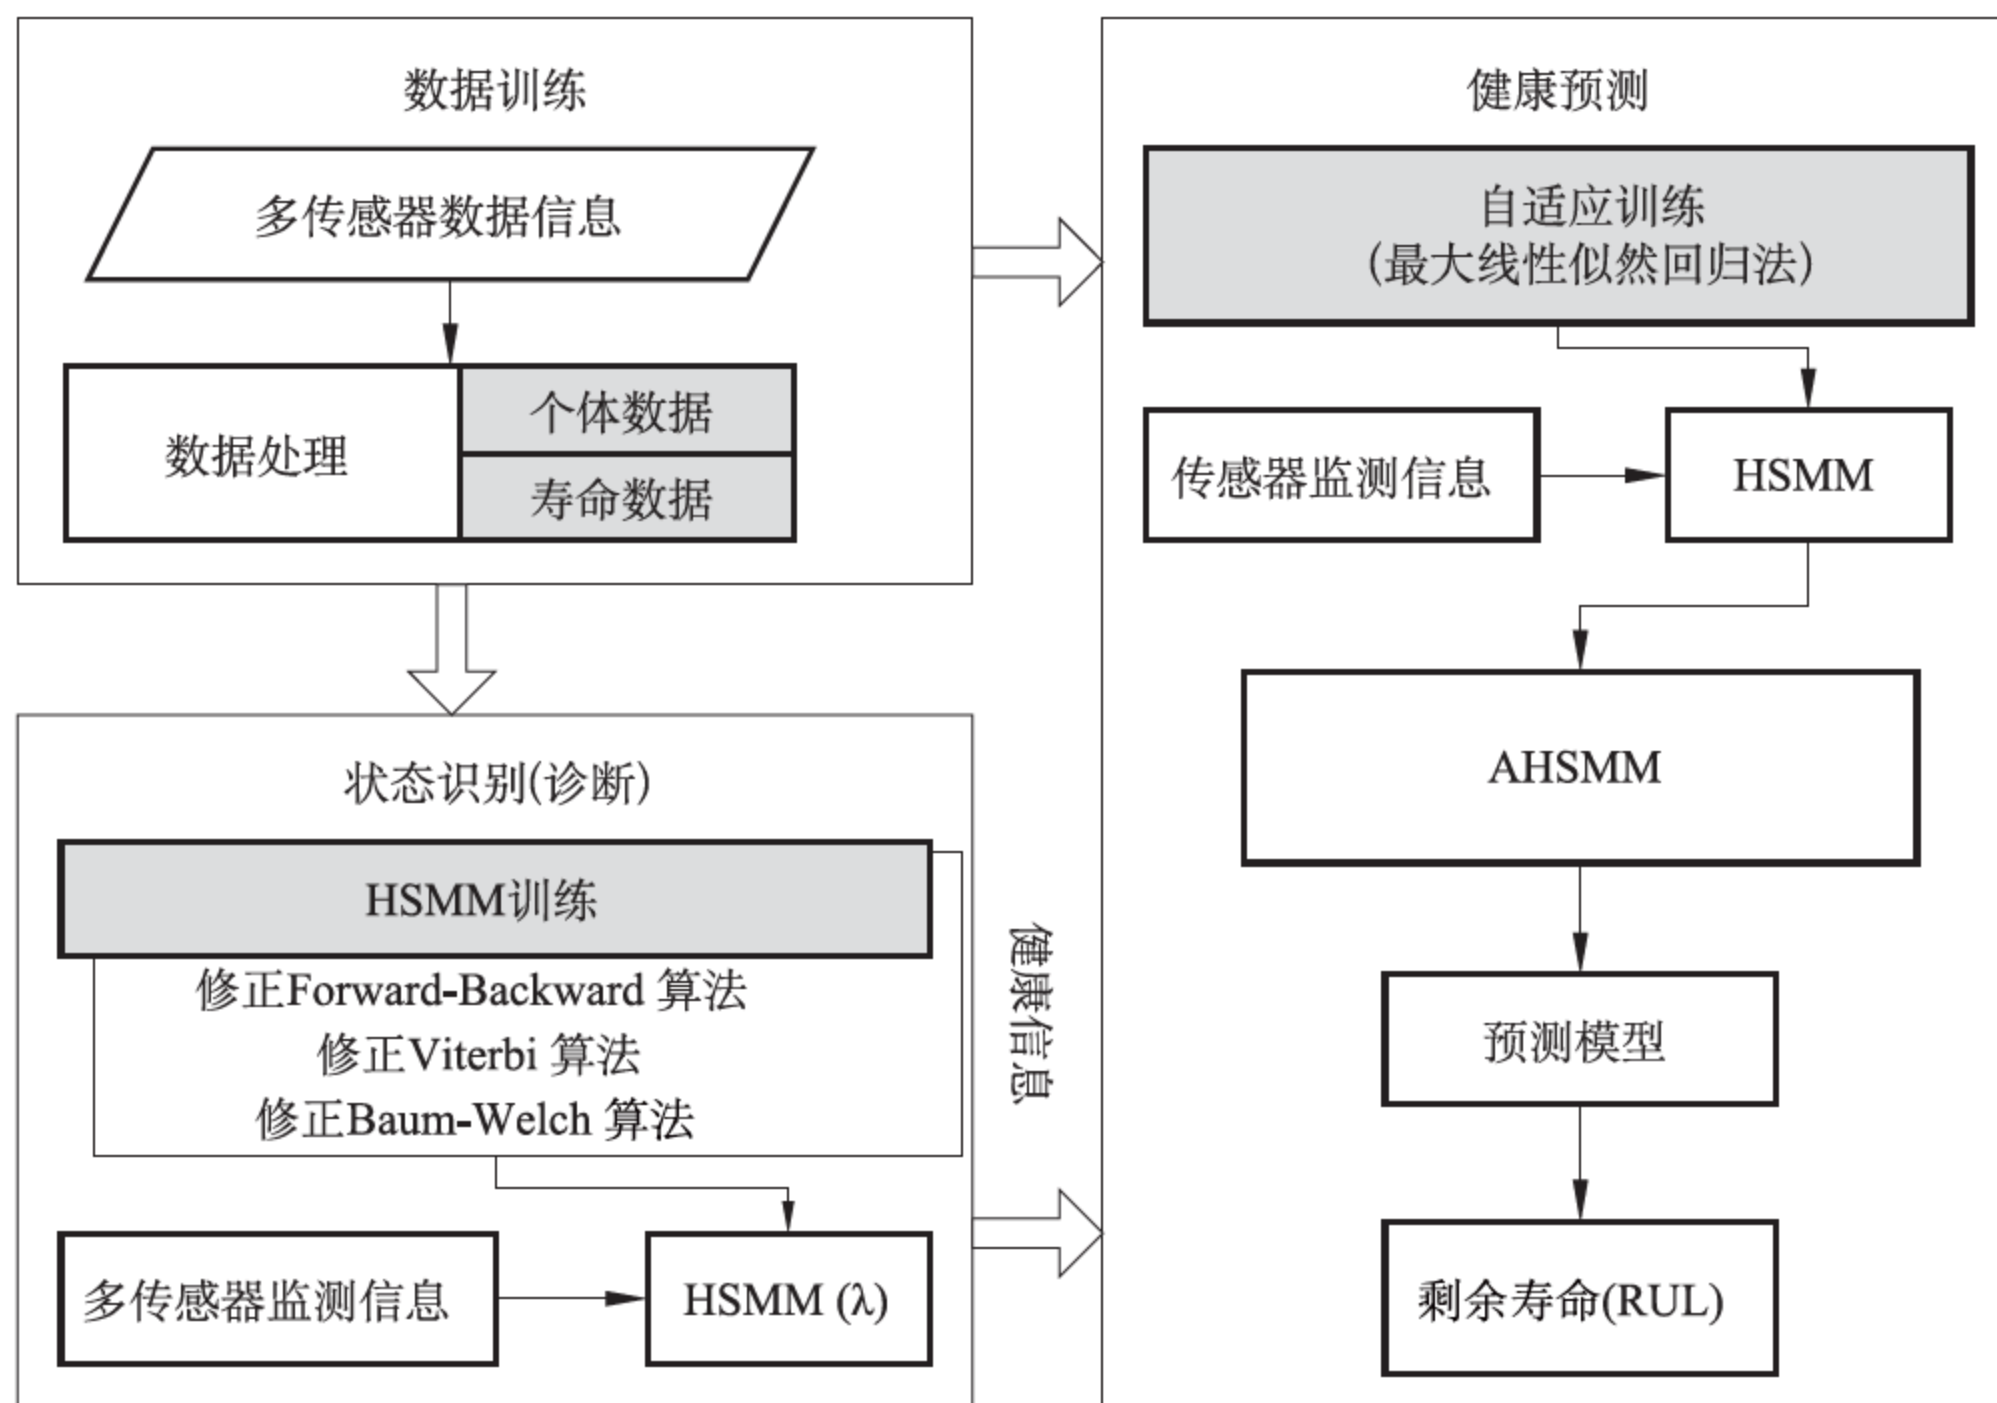 数据训练
多传感器数据信息
数据处理
个体数据
寿命数据
状态识别(诊断)
HSMM训练
修正Forward-Backward 算法
修正Viterbi 算法
修正Baum-Welch 算法
多传感器监测信息
HSMM (λ)
健康信息
健康预测
自适应训练
(最大线性似然回归法)
传感器监测信息
HSMM
AHSMM
预测模型
剩余寿命(RUL)